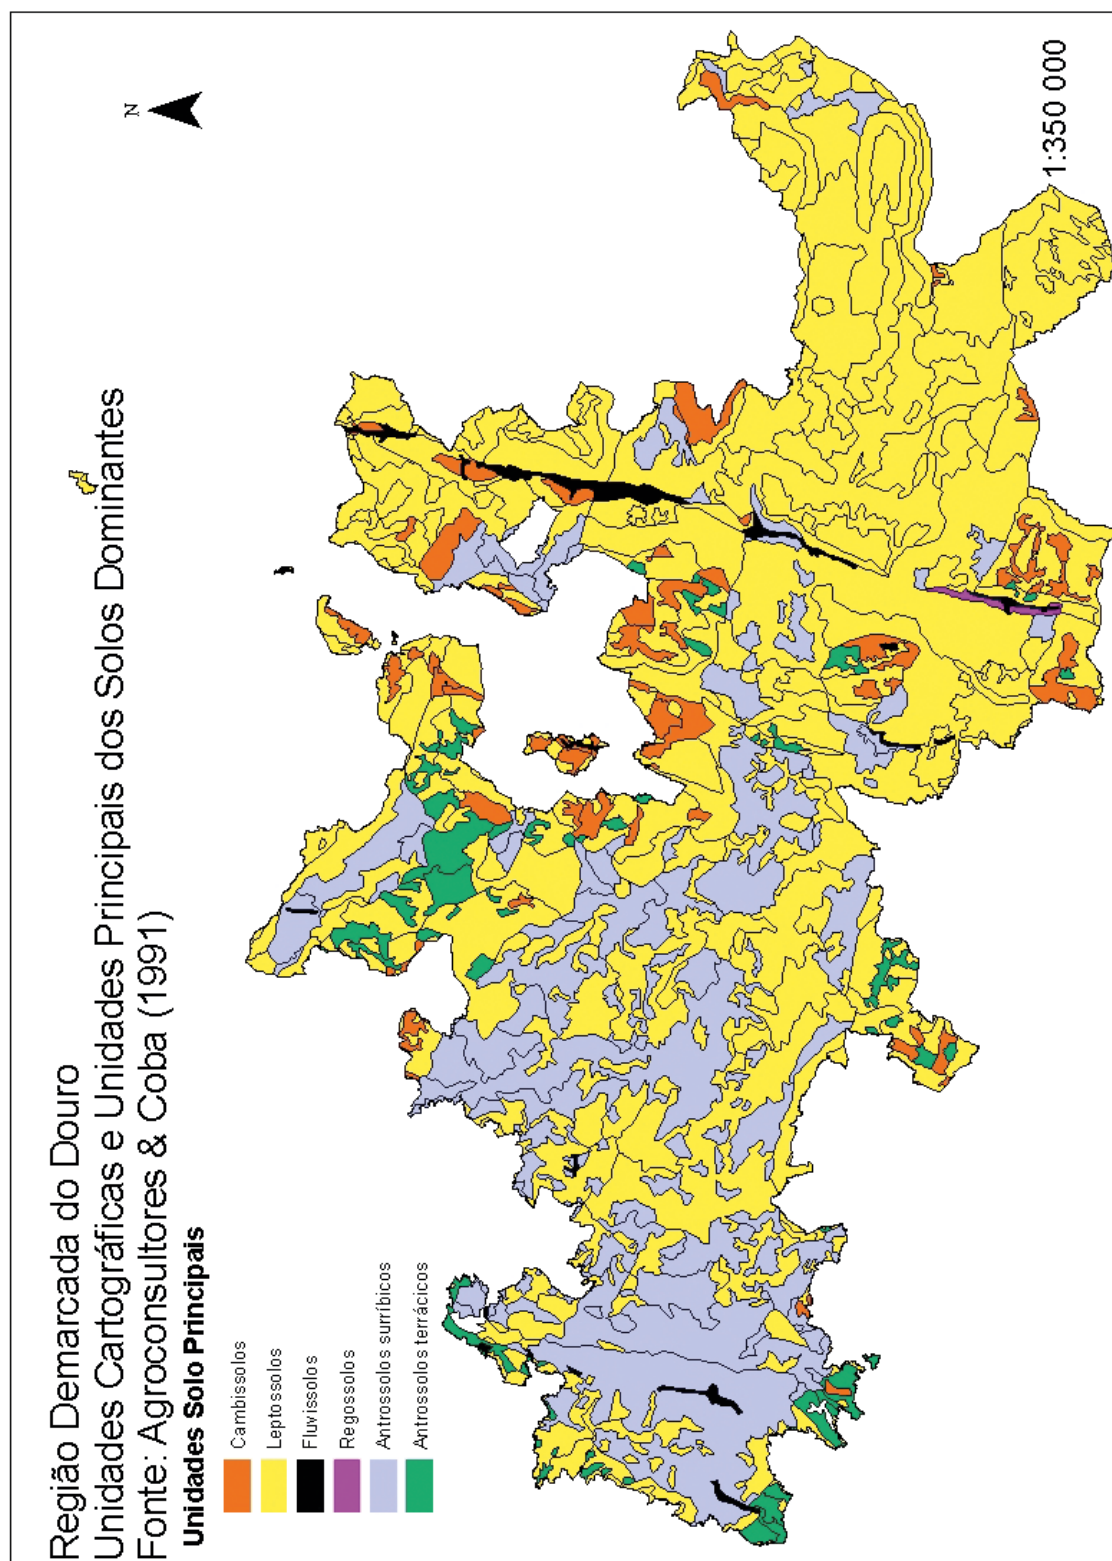 Região Demarcada do Douro
Unidades Cartográficas e Unidades Principais dos Solos Dominantes
Fonte: Agroconsultores & Coba (1991)
N
Unidades Solo Principais
Cambissolos
Leptossolos
Fluvissolos
Regossolos
Antrossolos surríbicos
Antrossolos terrácicos
1:350 000